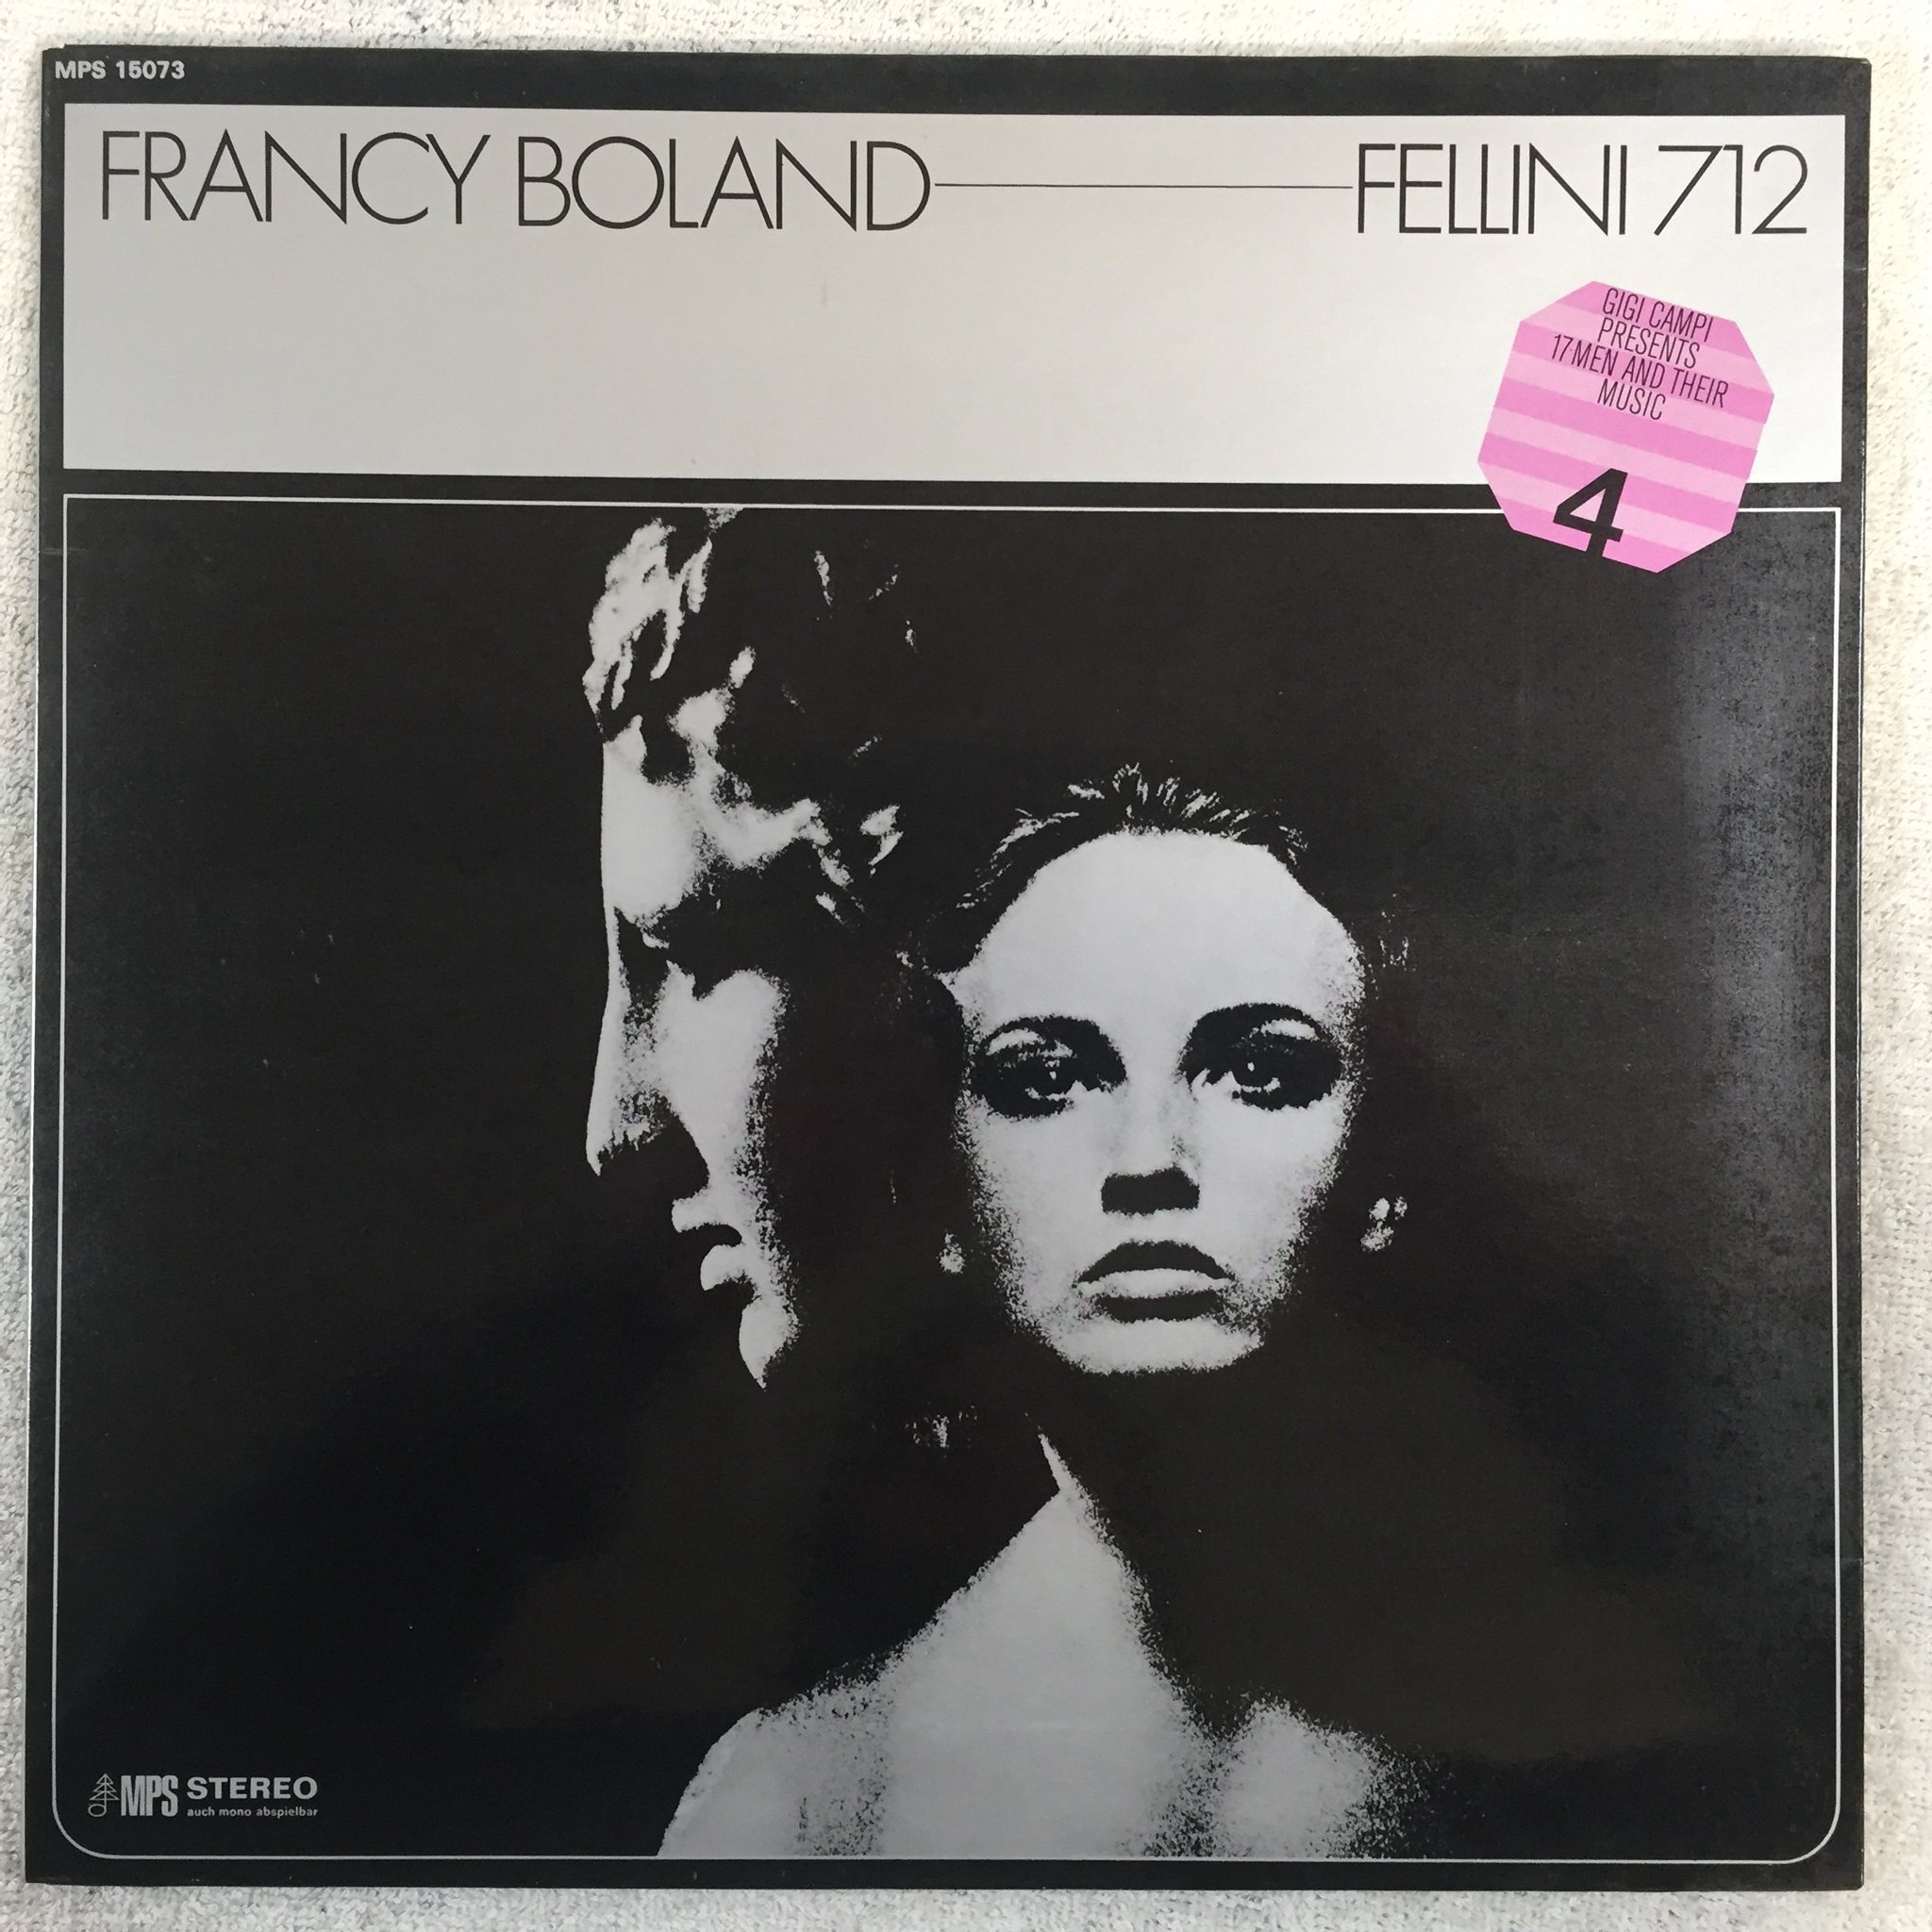 MPS 15073
FRANCY BOLAND FELLINI 712
GIGI CAMPI
PRESENTS
17 MEN AND THEIR
MUSIC
4
MPS STEREO
auch mono abspielbar